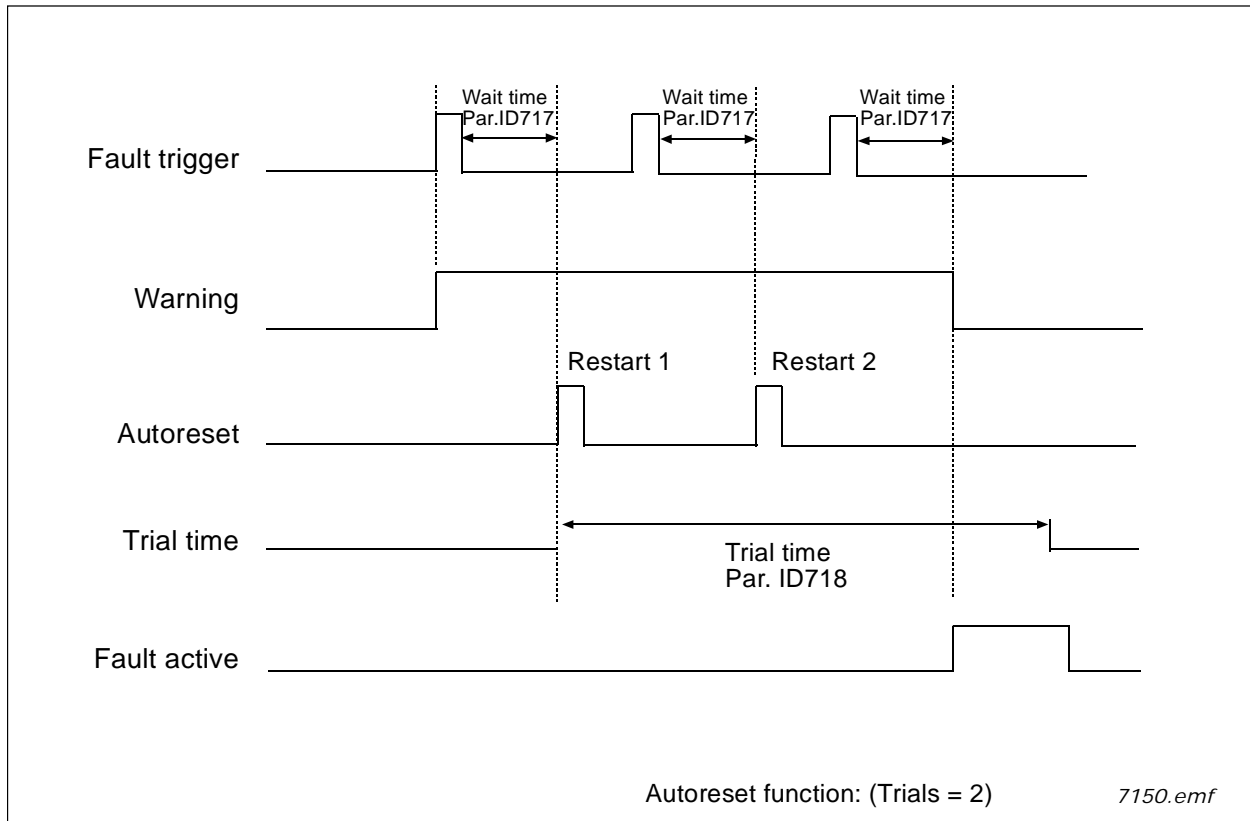 Wait time
Par.ID717
Wait time
Par.ID717
Wait time
Par.ID717
Fault trigger
Warning
Restart 1
Restart 2
Autoreset
Trial time
Trial time
Par. ID718
Fault active
Autoreset function: (Trials = 2)
7150.emf